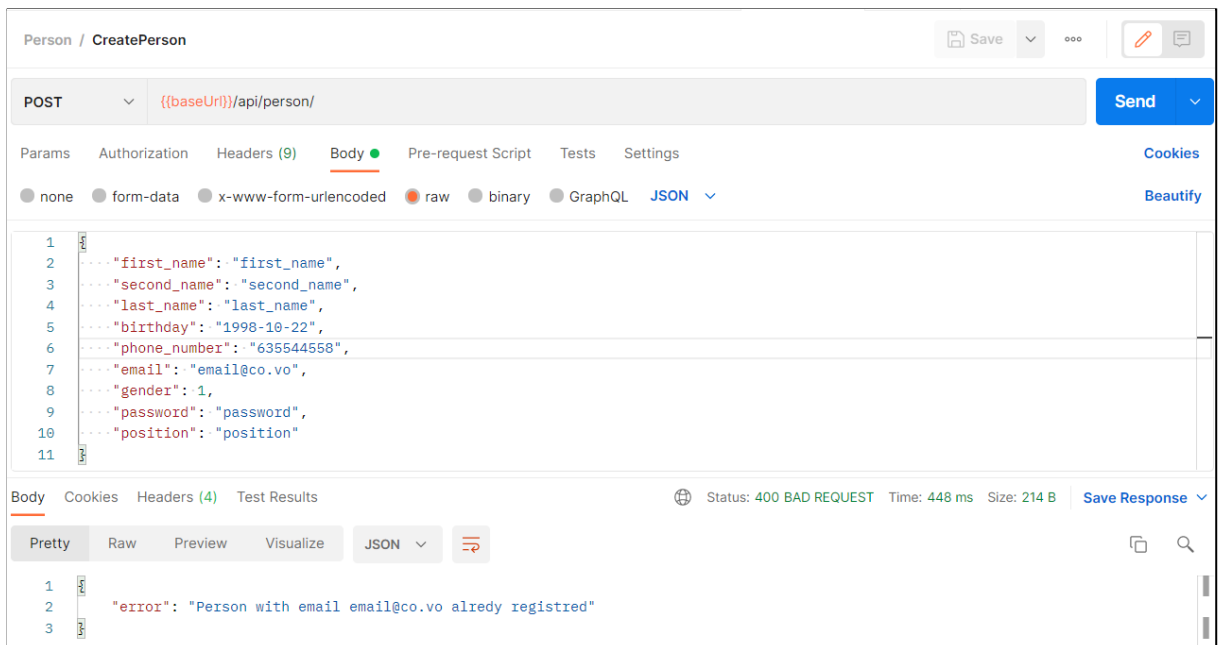 Person / CreatePerson
Save
POST {{baseUrl}}/api/person/ Send
Params Authorization Headers (9) Body Pre-request Script Tests Settings Cookies
none form-data x-www-form-urlencoded raw binary GraphQL JSON Beautify
1 {
2 "first_name": "first_name",
3 "second_name": "second_name",
4 "last_name": "last_name",
5 "birthday": "1998-10-22",
6 "phone_number": "635544558",
7 "email": "email@co.vo",
8 "gender": 1,
9 "password": "password",
10 "position": "position"
11 }
Body Cookies Headers (4) Test Results Status: 400 BAD REQUEST Time: 448 ms Size: 214 B Save Response
Pretty Raw Preview Visualize JSON
1 {
2 "error": "Person with email email@co.vo alredy registred"
3 }